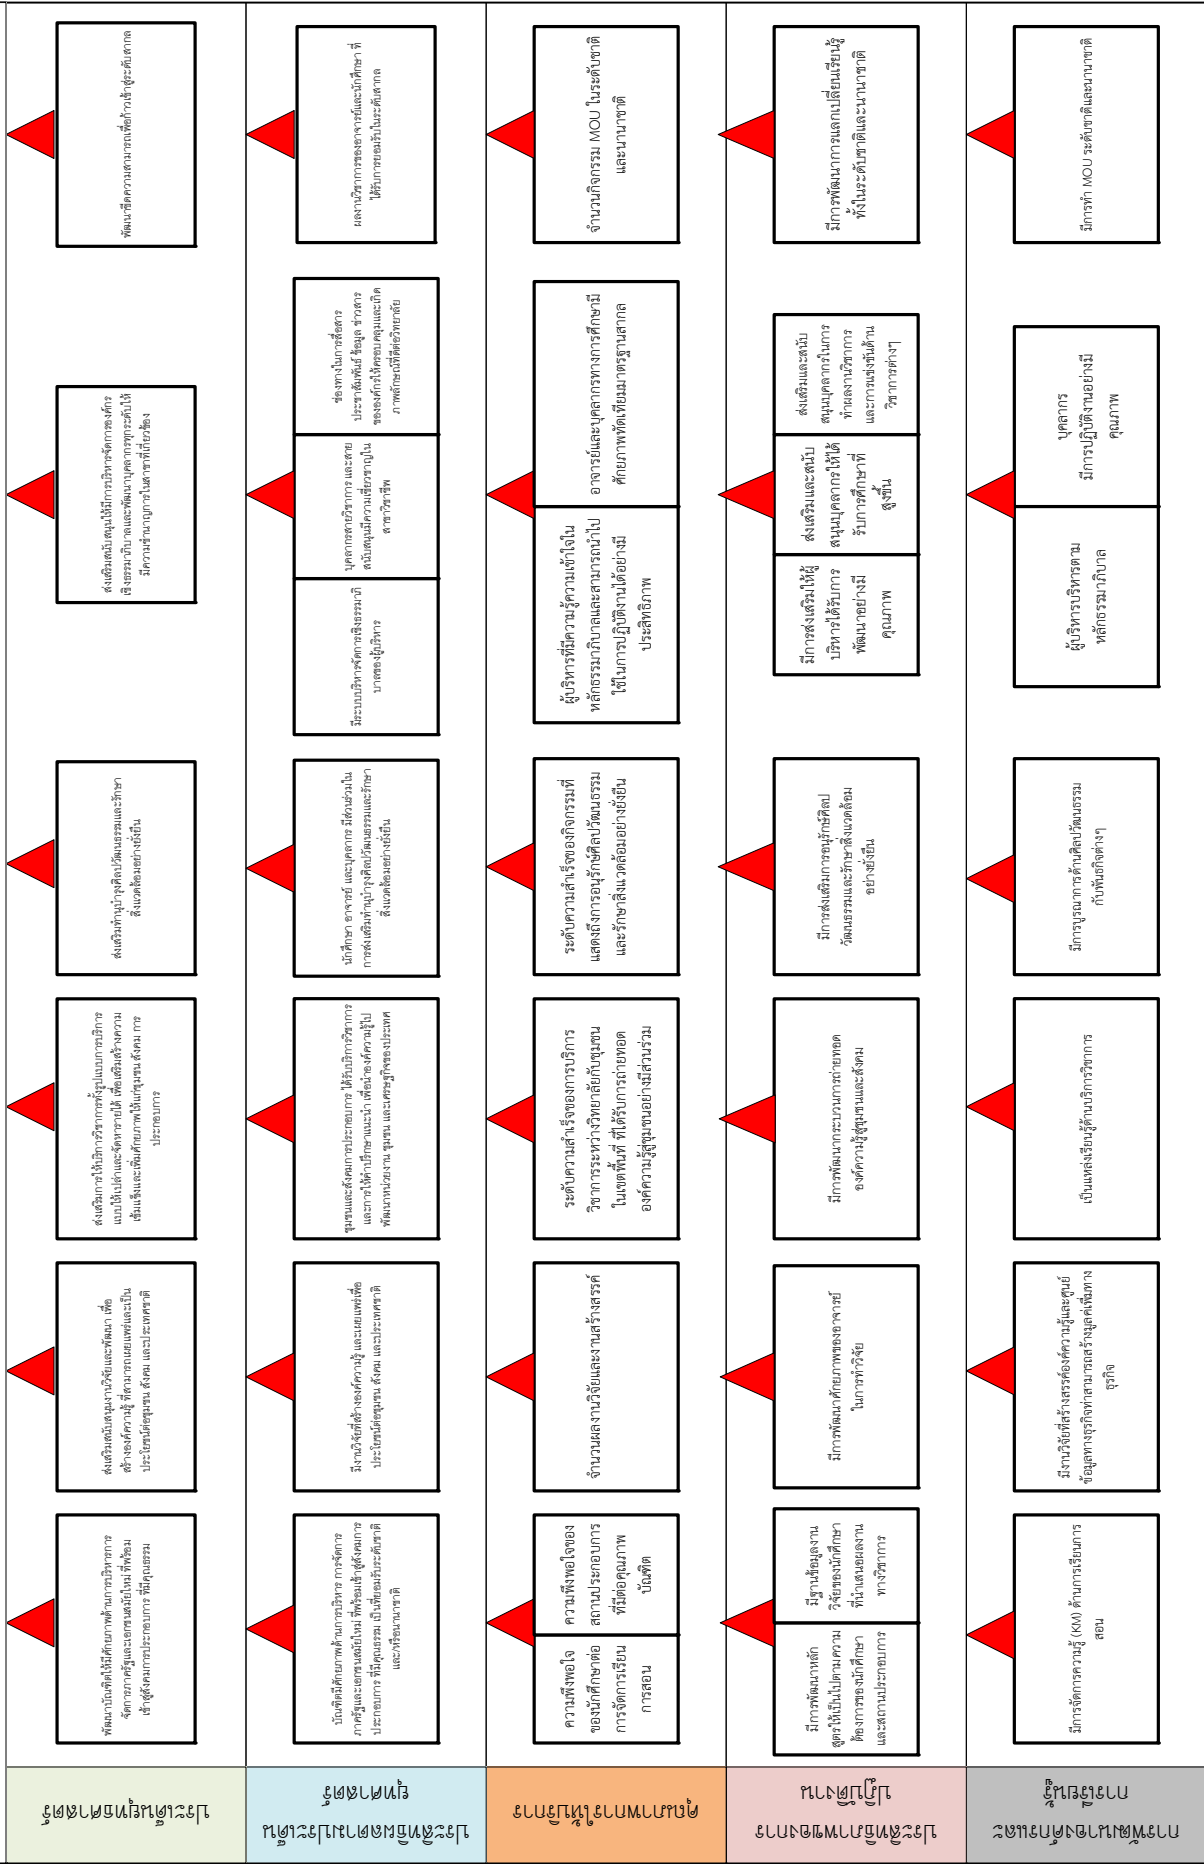 ประเด็นยุทธศาสตร์
พัฒนาบัณฑิตให้มีศักยภาพด้านการบริหารการ
จัดการภาครัฐและเอกชนสมัยใหม่ ที่พร้อม
เข้าสู่สังคมการประกอบการ ที่มีคุณธรรม
ส่งเสริมสนับสนุนงานวิจัยและพัฒนา เพื่อ
สร้างองค์ความรู้ ที่สามารถเผยแพร่และเป็น
ประโยชน์ต่อชุมชน สังคม และประเทศชาติ
ส่งเสริมการให้บริการวิชาการทั้งรูปแบบการบริการ
แบบให้เปล่าและจัดหารายได้ เพื่อเสริมสร้างความ
เข้มแข็งและเพิ่มศักยภาพให้แก่ชุมชน สังคม การ
ประกอบการ
ส่งเสริมทำนุบำรุงศิลปวัฒนธรรมและรักษา
สิ่งแวดล้อมอย่างยั่งยืน
ส่งเสริมสนับสนุนให้มีการบริหารจัดการองค์กร
เชิงธรรมาภิบาลและพัฒนาบุคลากรทุกระดับให้
มีความชำนาญการในสาขาที่เกี่ยวข้อง
พัฒนาขีดความสามารถเพื่อก้าวเข้าสู่ระดับสากล
ประสิทธิผลตามประเด็น
ยุทธศาสตร์
บัณฑิตมีศักยภาพด้านการบริหาร การจัดการ
ภาครัฐและเอกชนสมัยใหม่ ที่พร้อมเข้าสู่สังคมการ
ประกอบการ ที่มีคุณธรรม เป็นที่ยอมรับระดับชาติ
และ/หรือนานาชาติ
มีงานวิจัยที่สร้างองค์ความรู้ และเผยแพร่เพื่อ
ประโยชน์ต่อชุมชน สังคม และประเทศชาติ
ชุมชนและสังคมการประกอบการ ได้รับบริการวิชาการ
และการให้คำปรึกษาแนะนำ เพื่อนำองค์ความรู้ไป
พัฒนาหน่วยงาน ชุมชน และเศรษฐกิจของประเทศ
นักศึกษา อาจารย์ และบุคลากร มีส่วนร่วมใน
การส่งเสริมทำนุบำรุงศิลปวัฒนธรรมและรักษา
สิ่งแวดล้อมอย่างยั่งยืน
มีระบบบริหารจัดการเชิงธรรมาภิ
บาลของผู้บริหาร
บุคลากรสายวิชาการ และสาย
สนับสนุนมีความเชี่ยวชาญใน
สาขาวิชาชีพ
ช่องทางในการสื่อสาร
ประชาสัมพันธ์ ข้อมูล ข่าวสาร
ขององค์กรให้ครอบคลุมและเกิด
ภาพลักษณ์ที่ดีต่อวิทยาลัย
ผลงานวิชาการของอาจารย์และนักศึกษา ที่
ได้รับการยอมรับในระดับสากล
คุณภาพการให้บริการ
ความพึงพอใจ
ของนักศึกษาต่อ
การจัดการเรียน
การสอน
ความพึงพอใจของ
สถานประกอบการ
ที่มีต่อคุณภาพ
บัณฑิต
จำนวนผลงานวิจัยและงานสร้างสรรค์
ระดับความสำเร็จของการบริการ
วิชาการระหว่างวิทยาลัยกับชุมชน
ในเขตพื้นที่ ที่ได้รับการถ่ายทอด
องค์ความรู้สู่ชุมชนอย่างมีส่วนร่วม
ระดับความสำเร็จของกิจกรรมที่
แสดงถึงการอนุรักษ์ศิลปวัฒนธรรม
และรักษาสิ่งแวดล้อมอย่างยั่งยืน
ผู้บริหารที่มีความรู้ความเข้าใจใน
หลักธรรมาภิบาลและสามารถนำไป
ใช้ในการปฏิบัติงานได้อย่างมี
ประสิทธิภาพ
อาจารย์และบุคลากรทางการศึกษามี
ศักยภาพทัดเทียมมาตรฐานสากล
จำนวนกิจกรรม MOU ในระดับชาติ
และนานาชาติ
ประสิทธิภาพของการ
ปฏิบัติงาน
มีการพัฒนาหลัก
สูตรให้เป็นไปตามความ
ต้องการของนักศึกษา
และสถานประกอบการ
มีฐานข้อมูลงาน
วิจัยของนักศึกษา
ที่นำเสนอผลงาน
ทางวิชาการ
มีการพัฒนาศักยภาพของอาจารย์
ในการทำวิจัย
มีการพัฒนากระบวนการถ่ายทอด
องค์ความรู้สู่ชุมชนและสังคม
มีการส่งเสริมการอนุรักษ์ศิลป
วัฒนธรรมและรักษาสิ่งแวดล้อม
อย่างยั่งยืน
มีการส่งเสริมให้ผู้
บริหารได้รับการ
พัฒนาอย่างมี
คุณภาพ
ส่งเสริมและสนับ
สนุนบุคลากรให้ได้
รับการศึกษาที่
สูงขึ้น
ส่งเสริมและสนับ
สนุนบุคลากรในการ
ทำผลงานวิชาการ
และการแข่งขันด้าน
วิชาการต่างๆ
มีการพัฒนาการแลกเปลี่ยนเรียนรู้
ทั้งในระดับชาติและนานาชาติ
การพัฒนาองค์กรและ
การเรียนรู้
มีการจัดการความรู้ (KM) ด้านการเรียนการ
สอน
มีงานวิจัยที่สร้างสรรค์องค์ความรู้และศูนย์
ข้อมูลทางธุรกิจท่าสามารถสร้างมูลค่เพิ่มทาง
ธุรกิจ
เป็นแหล่งเรียนรู้ด้านบริการวิชาการ
มีการบูรณาการด้านศิลปวัฒนธรรม
กับพันธกิจต่างๆ
ผู้บริหารบริหารตาม
หลักธรรมาภิบาล
บุคลากร
มีการปฏิบัติงานอย่างมี
คุณภาพ
มีการทำ MOU ระดับชาติและนานาชาติ